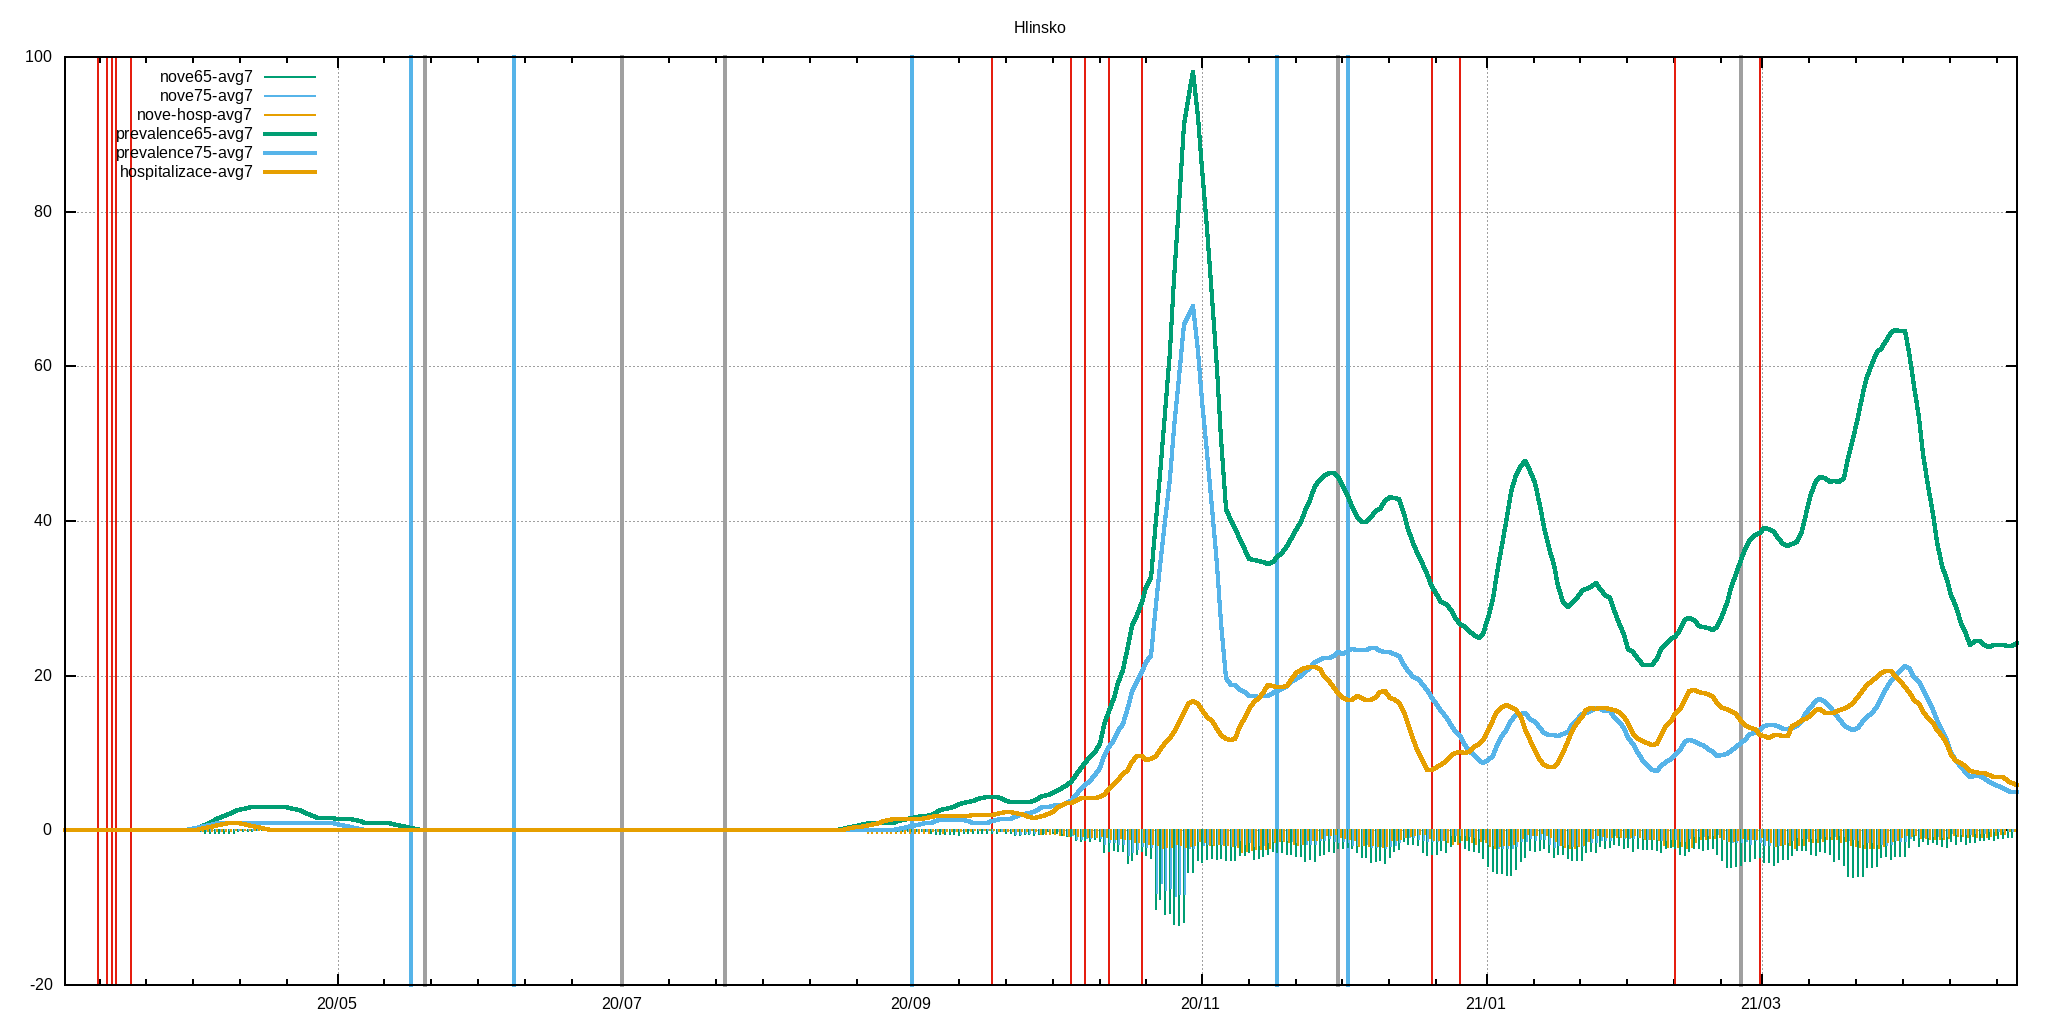 Hlinsko
100
80
60
40
20
0
-20
nove65-avg7
nove75-avg7
nove-hosp-avg7
prevalence65-avg7
prevalence75-avg7
hospitalizace-avg7
20/05
20/07
20/09
20/11
21/01
21/03